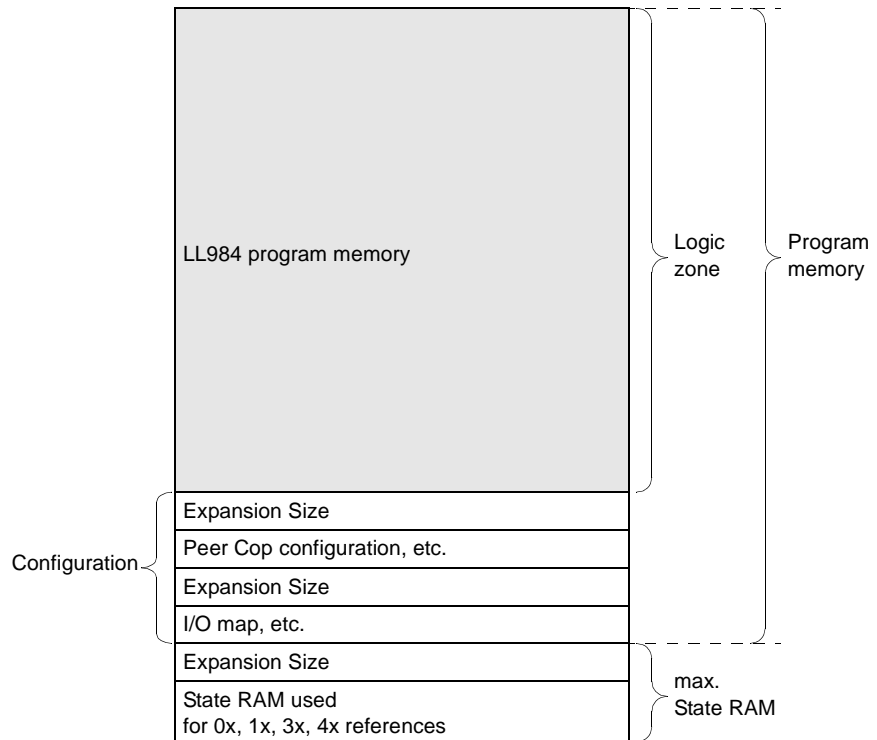 LL984 program memory
Logic
zone
Program
memory
Configuration
Expansion Size
Peer Cop configuration, etc.
Expansion Size
I/O map, etc.
Expansion Size
State RAM used
for 0x, 1x, 3x, 4x references
max.
State RAM